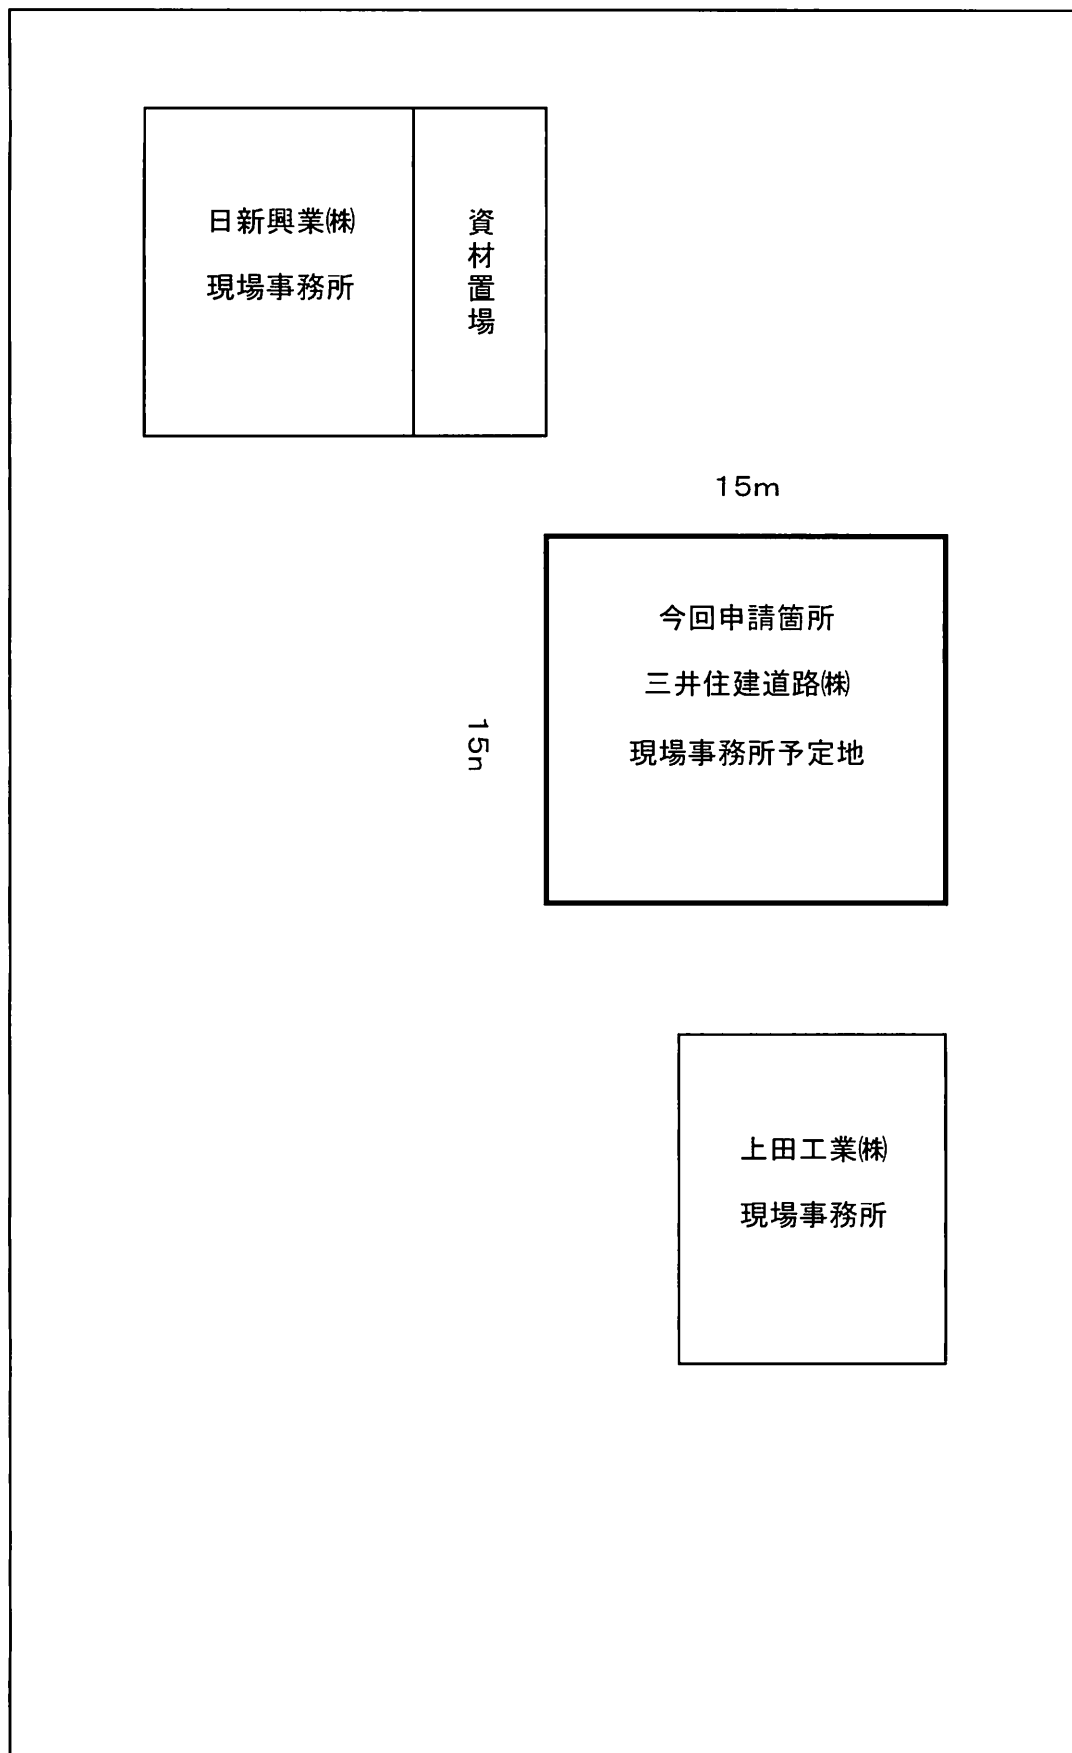 日新興業㈱
現場事務所
資材置場
15m
今回申請箇所
三井住建道路㈱
現場事務所予定地
15n
上田工業㈱
現場事務所